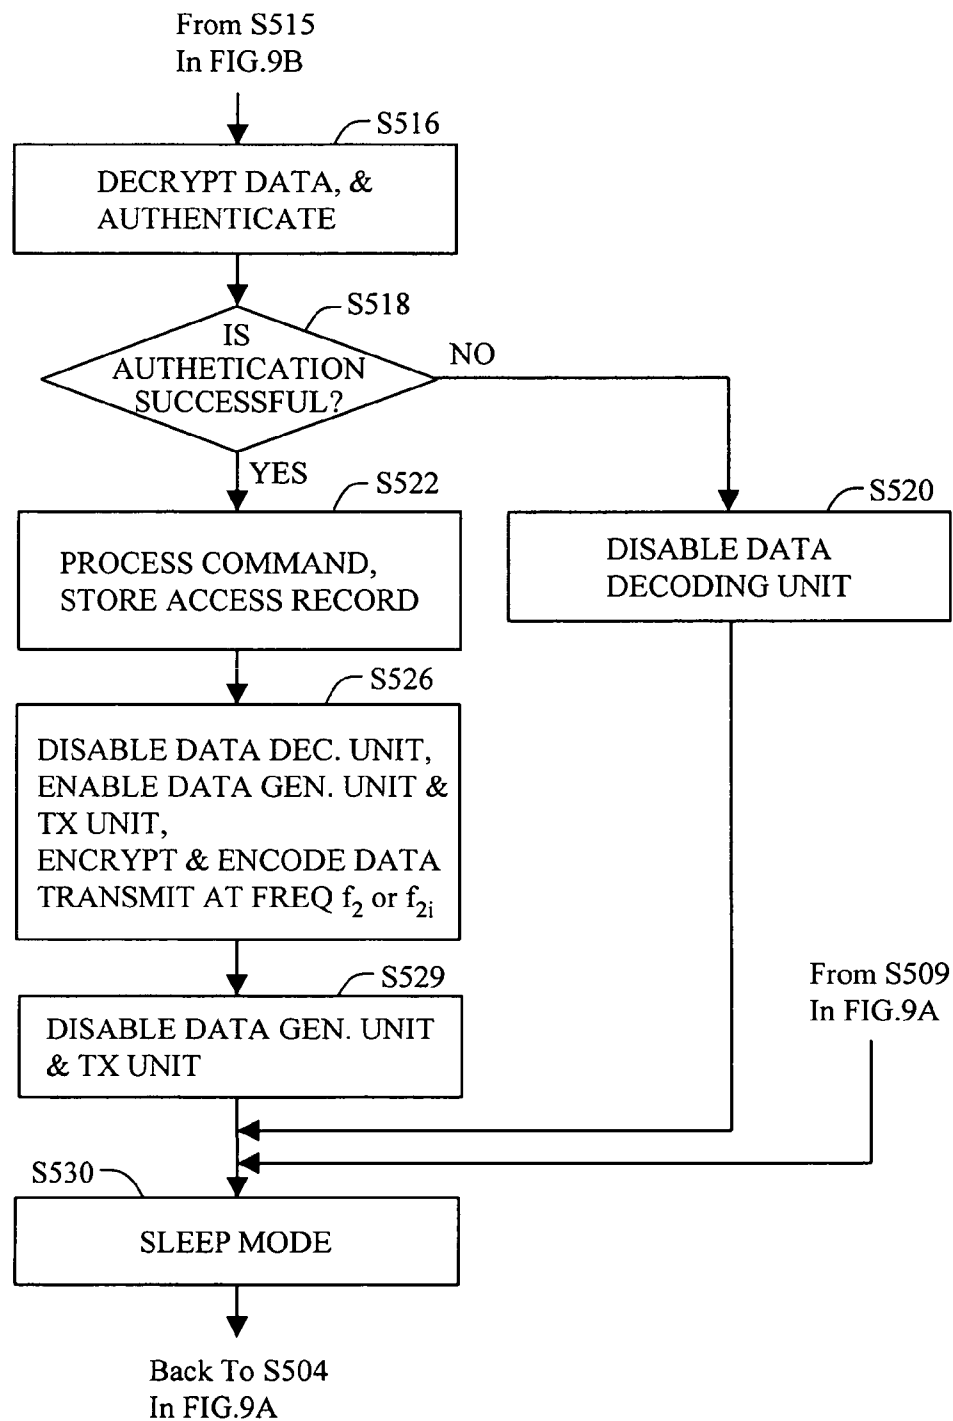 From S515
In FIG.9B
S516
DECRYPT DATA, &
AUTHENTICATE
S518
IS
AUTHETICATION
SUCCESSFUL?
NO
YES
S522
PROCESS COMMAND,
STORE ACCESS RECORD
S520
DISABLE DATA
DECODING UNIT
S526
DISABLE DATA DEC. UNIT,
ENABLE DATA GEN. UNIT &
TX UNIT,
ENCRYPT & ENCODE DATA
TRANSMIT AT FREQ f2 or f2i
S529
DISABLE DATA GEN. UNIT
& TX UNIT
From S509
In FIG.9A
S530
SLEEP MODE
Back To S504
In FIG.9A